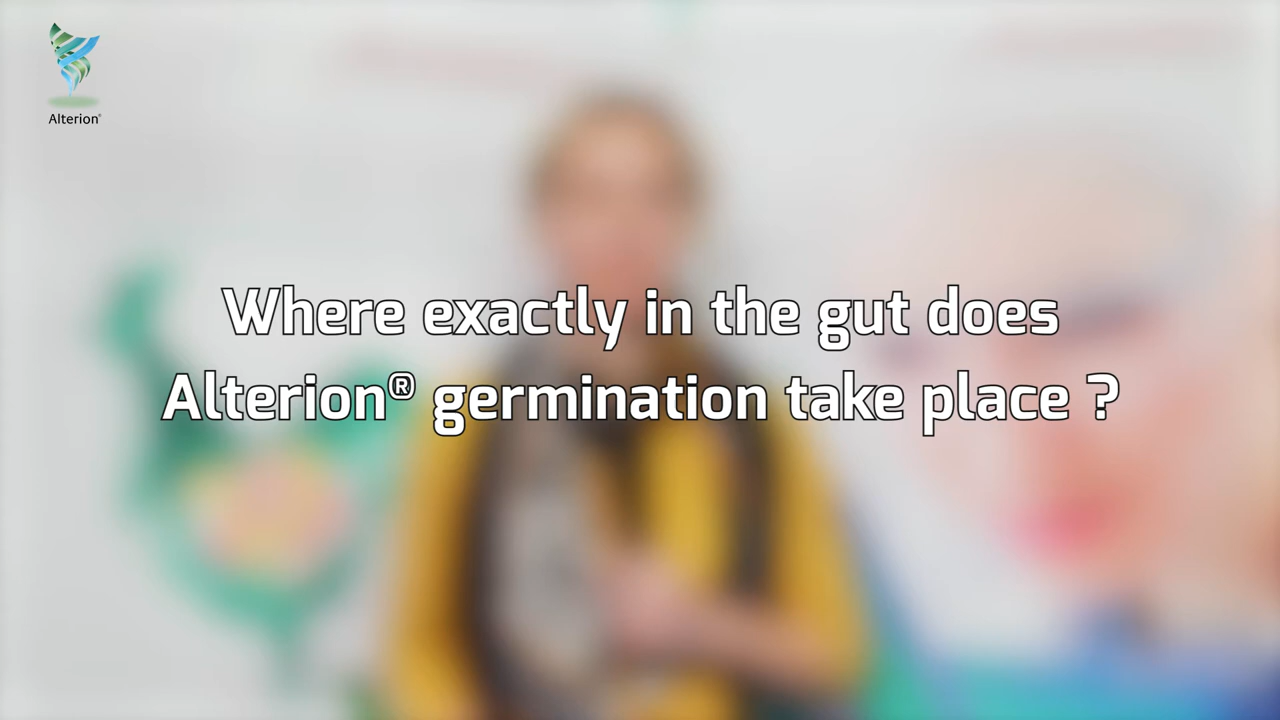 Alterion®
Where exactly in the gut does
Alterion® germination take place ?